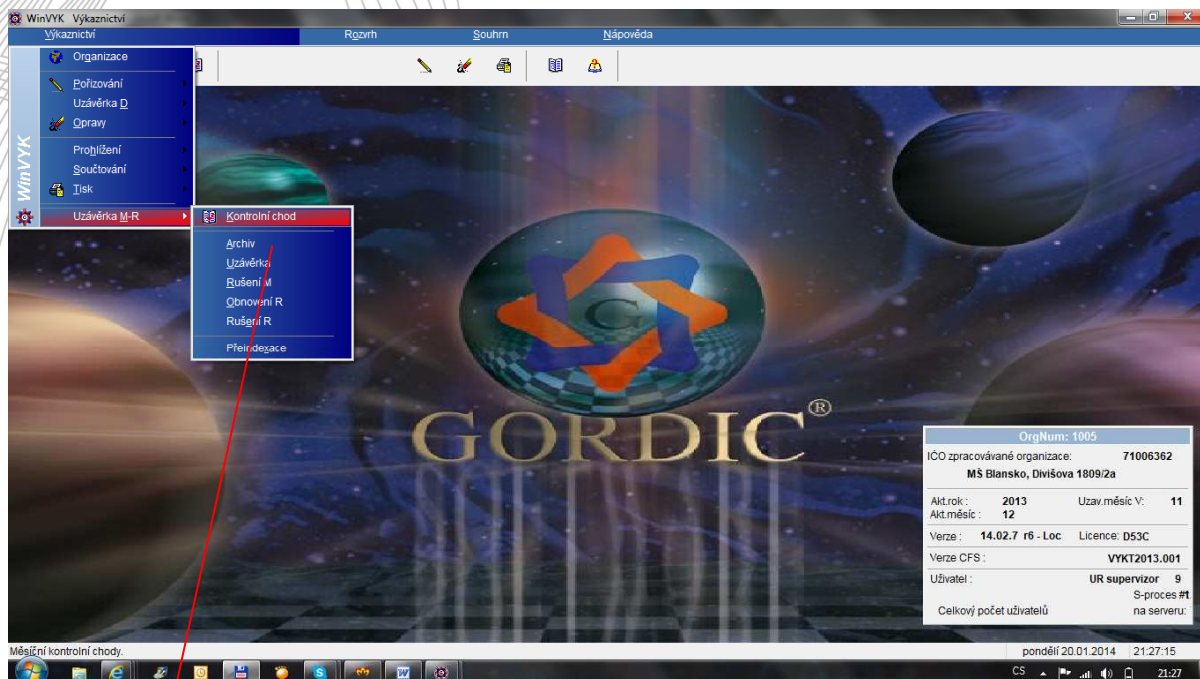 WinVYK Výkaznictví
Výkaznictví Rozvrh Souhrn Nápověda
WinVYK
Organizace
Pořizování
Uzávěrka D
Opravy
Prohlížení
Součtování
Tisk
Uzávěrka M-R
Kontrolní chod
Archiv
Uzávěrka
Rušení M
Obnovení R
Rušení R
Přeindexace
G
GORDIC®
OrgNum: 1005
IČO zpracovávané organizace: 71006362
MŠ Blansko, Divišova 1809/2a
Akt.rok : 2013 Uzav.měsíc V: 11
Akt.měsíc : 12
Verze : 14.02.7 r6 - Loc Licence: D53C
Verze CFS : VYKT2013.001
Uživatel : UR supervizor 9
S-proces #1
Celkový počet uživatelů na serveru:
Měsíční kontrolní chody. pondělí 20.01.2014 21:27:15
CS 21:27